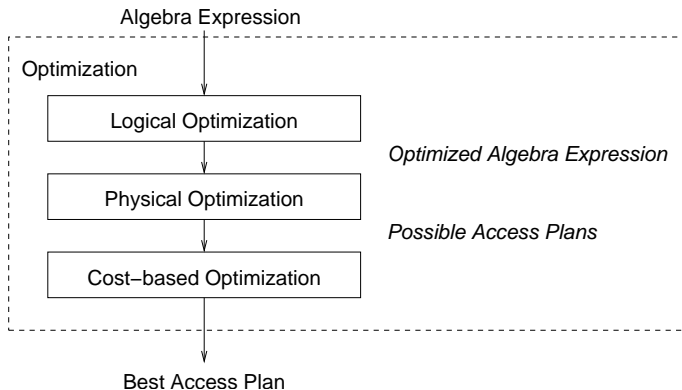 Algebra Expression
Optimization
Logical Optimization
Optimized Algebra Expression
Physical Optimization
Possible Access Plans
Cost−based Optimization
Best Access Plan